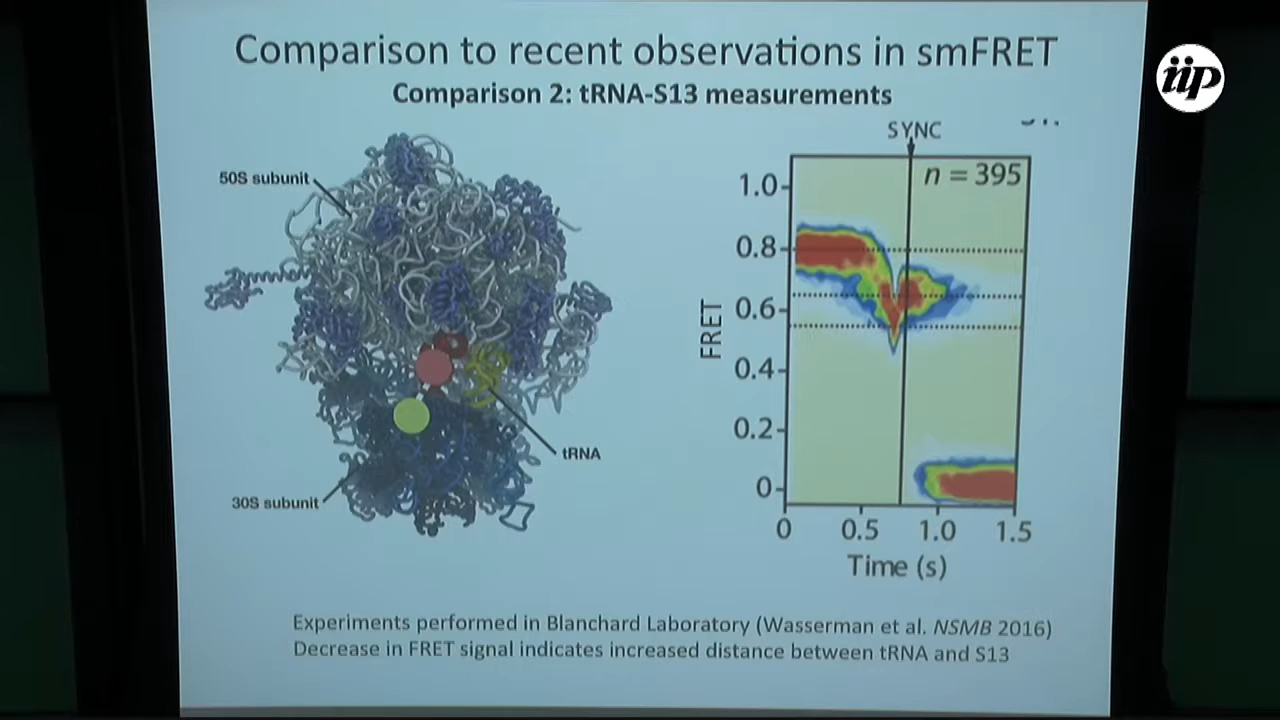 Comparison to recent observations in smFRET
Comparison 2: tRNA-S13 measurements
iip
50S subunit
tRNA
30S subunit
SYNC
n = 395
1.0
0.8
0.6
0.4
0.2
0
FRET
0 0.5 1.0 1.5
Time (s)
Experiments performed in Blanchard Laboratory (Wasserman et al. NSMB 2016)
Decrease in FRET signal indicates increased distance between tRNA and S13